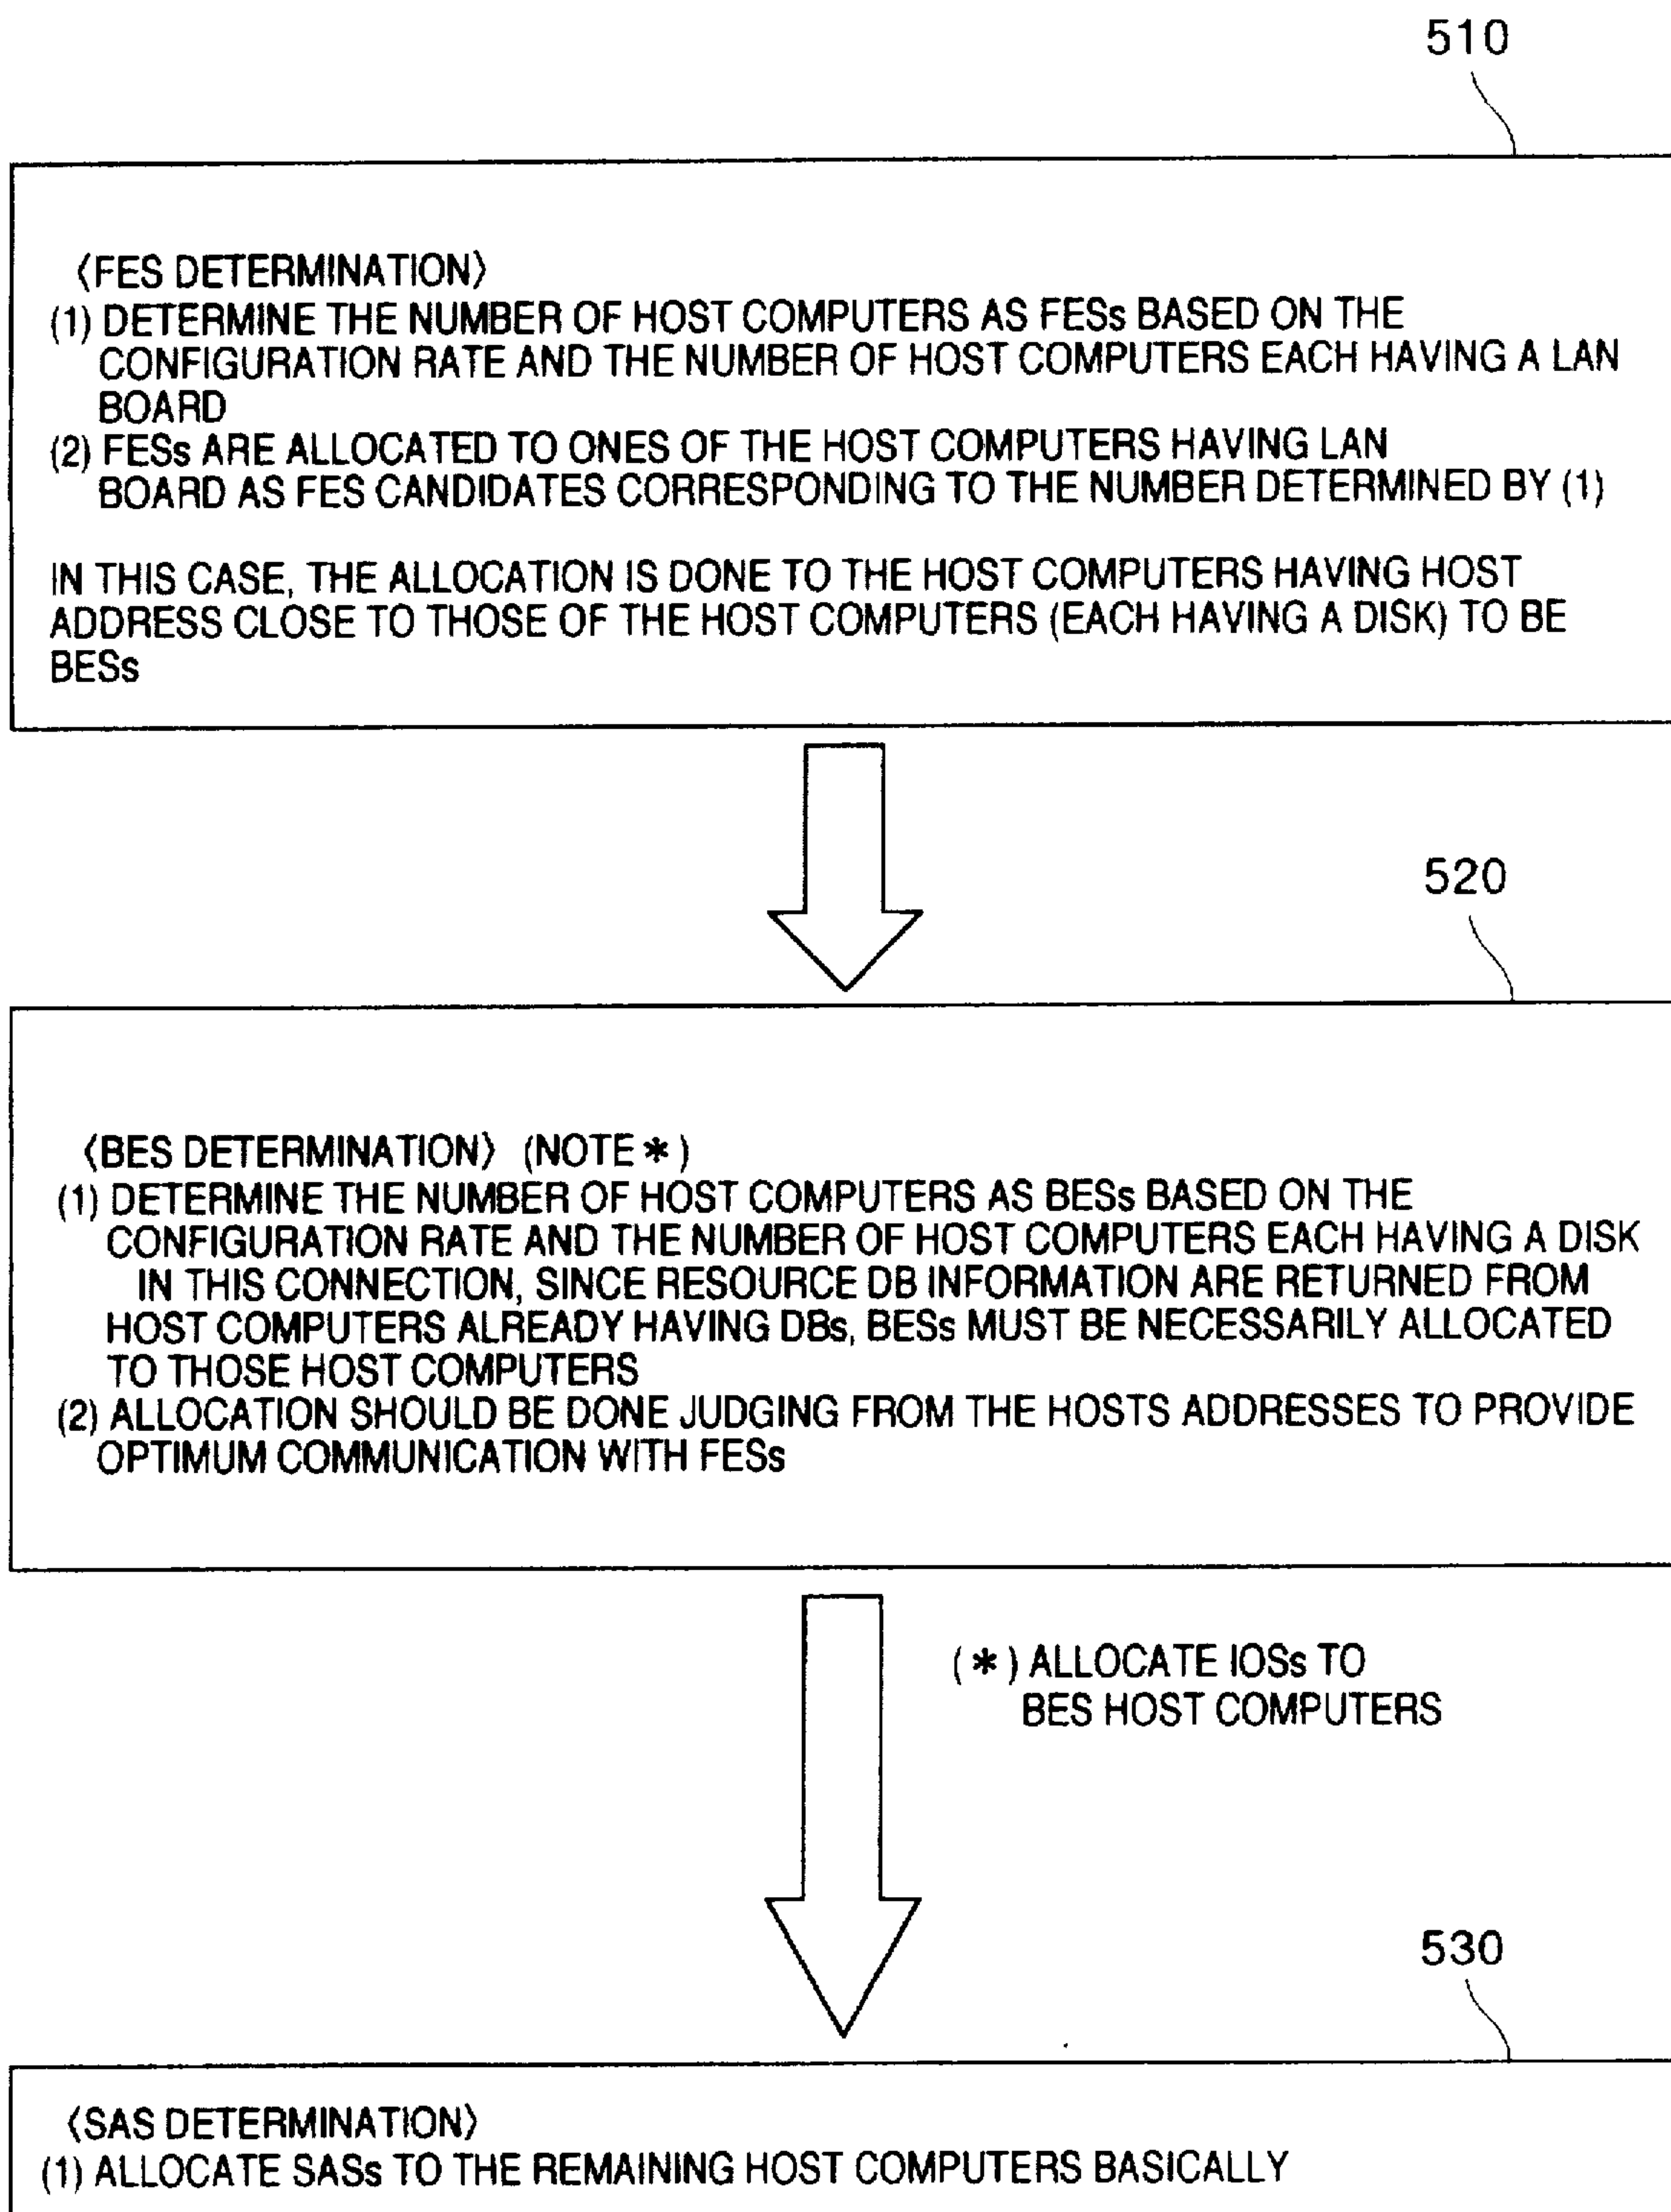 510
〈FES DETERMINATION〉
(1) DETERMINE THE NUMBER OF HOST COMPUTERS AS FESs BASED ON THE
CONFIGURATION RATE AND THE NUMBER OF HOST COMPUTERS EACH HAVING A LAN
BOARD
(2) FESs ARE ALLOCATED TO ONES OF THE HOST COMPUTERS HAVING LAN
BOARD AS FES CANDIDATES CORRESPONDING TO THE NUMBER DETERMINED BY (1)
IN THIS CASE, THE ALLOCATION IS DONE TO THE HOST COMPUTERS HAVING HOST
ADDRESS CLOSE TO THOSE OF THE HOST COMPUTERS (EACH HAVING A DISK) TO BE
BESs
520
〈BES DETERMINATION〉 (NOTE *)
(1) DETERMINE THE NUMBER OF HOST COMPUTERS AS BESs BASED ON THE
CONFIGURATION RATE AND THE NUMBER OF HOST COMPUTERS EACH HAVING A DISK
IN THIS CONNECTION, SINCE RESOURCE DB INFORMATION ARE RETURNED FROM
HOST COMPUTERS ALREADY HAVING DBs, BESs MUST BE NECESSARILY ALLOCATED
TO THOSE HOST COMPUTERS
(2) ALLOCATION SHOULD BE DONE JUDGING FROM THE HOSTS ADDRESSES TO PROVIDE
OPTIMUM COMMUNICATION WITH FESs
(*) ALLOCATE IOSs TO
BES HOST COMPUTERS
530
〈SAS DETERMINATION〉
(1) ALLOCATE SASs TO THE REMAINING HOST COMPUTERS BASICALLY